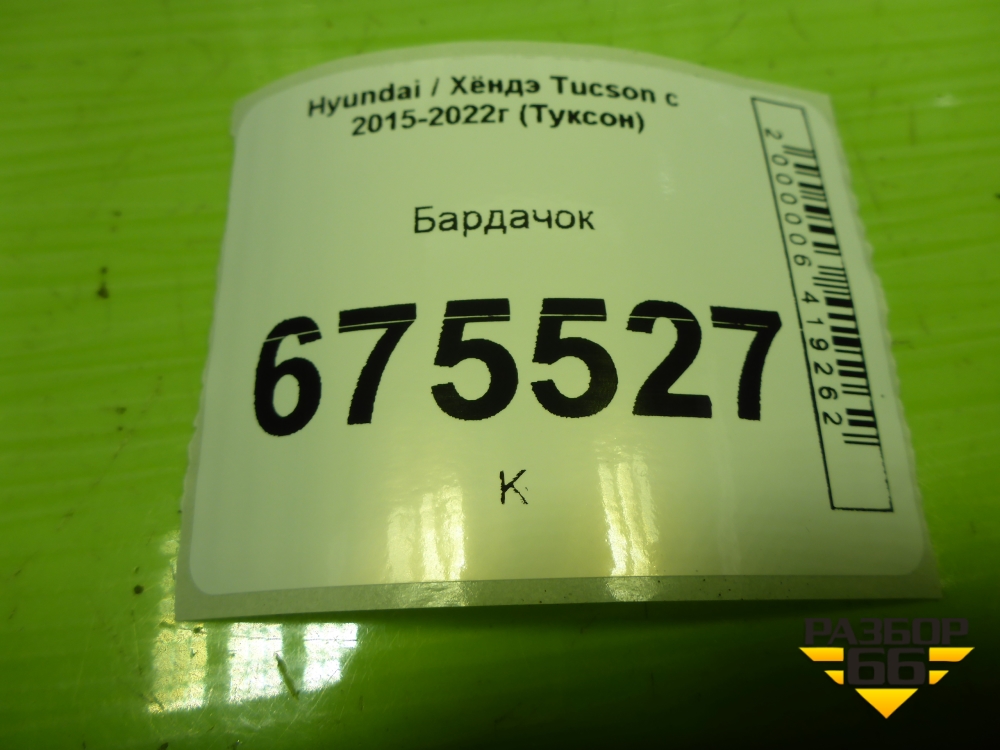 Hyundai / Хёндэ Tucson с
2015-2022г (Туксон)
Бардачок
675527
К
2000006419262
РАЗБОР
66